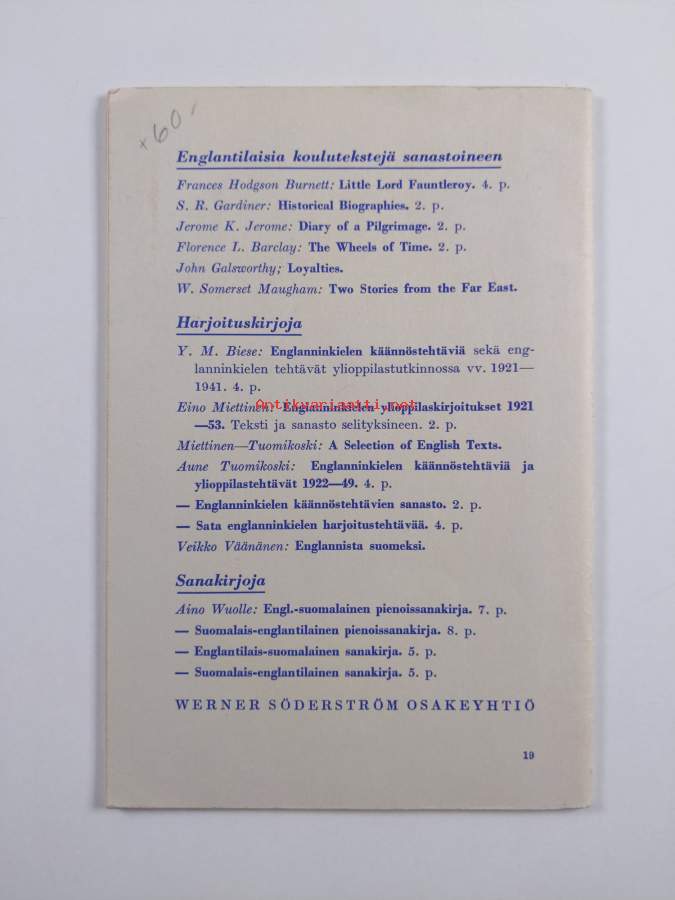 x60,-
Englantilaisia koulutekstejä sanastoineen
Frances Hodgson Burnett: Little Lord Fauntleroy. 4. p.
S. R. Gardiner: Historical Biographies. 2. p.
Jerome K. Jerome: Diary of a Pilgrimage. 2. p.
Florence L. Barclay: The Wheels of Time. 2. p.
John Galsworthy; Loyalties.
W. Somerset Maugham: Two Stories from the Far East.
Harjoituskirjoja
Y. M. Biese: Englanninkielen käännöstehtäviä sekä eng-
lanninkielen tehtävät ylioppilastutkinnossa vv. 1921—
1941. 4. p.
Antikvariaatti.net
Eino Miettinen: Englanninkielen ylioppilaskirjoitukset 1921
—53. Teksti ja sanasto selityksineen. 2. p.
Miettinen—Tuomikoski: A Selection of English Texts.
Aune Tuomikoski: Englanninkielen käännöstehtäviä ja
ylioppilastehtävät 1922—49. 4. p.
— Englanninkielen käännöstehtävien sanasto. 2. p.
— Sata englanninkielen harjoitustehtävää. 4. p.
Veikko Väänänen: Englannista suomeksi.
Sanakirjoja
Aino Wuolle: Engl.-suomalainen pienoissanakirja. 7. p.
— Suomalais-englantilainen pienoissanakirja. 8. p.
— Englantilais-suomalainen sanakirja. 5. p.
— Suomalais-englantilainen sanakirja. 5. p.
WERNER SÖDERSTRÖM OSAKEYHTIÖ
19